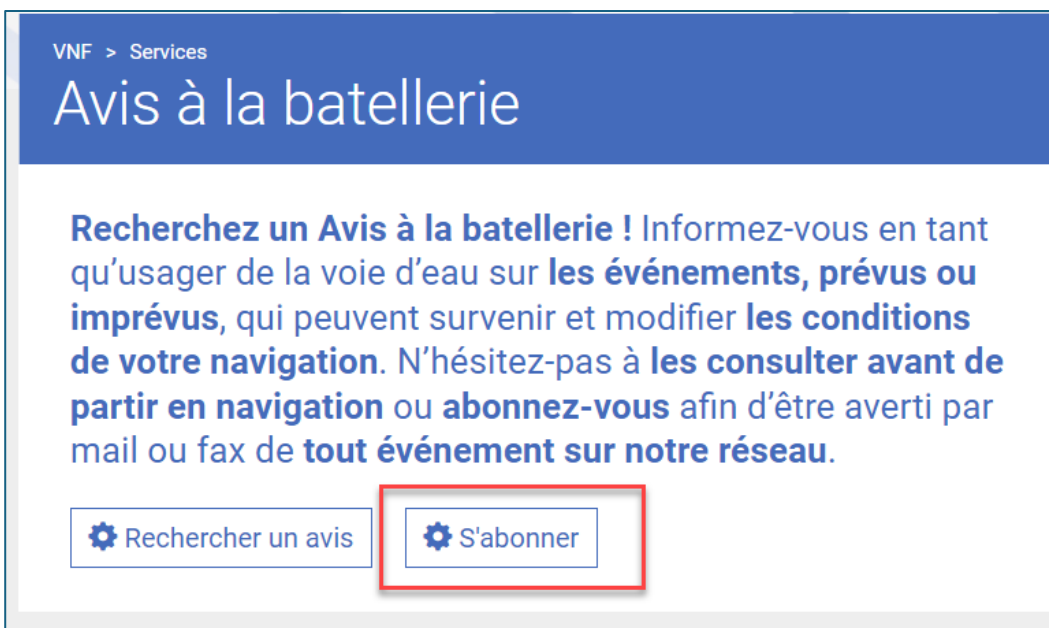 VNF > Services
Avis à la batellerie
Recherchez un Avis à la batellerie ! Informez-vous en tant
qu’usager de la voie d’eau sur les événements, prévus ou
imprévus, qui peuvent survenir et modifier les conditions
de votre navigation. N’hésitez-pas à les consulter avant de
partir en navigation ou abonnez-vous afin d’être averti par
mail ou fax de tout événement sur notre réseau.
Rechercher un avis
S'abonner